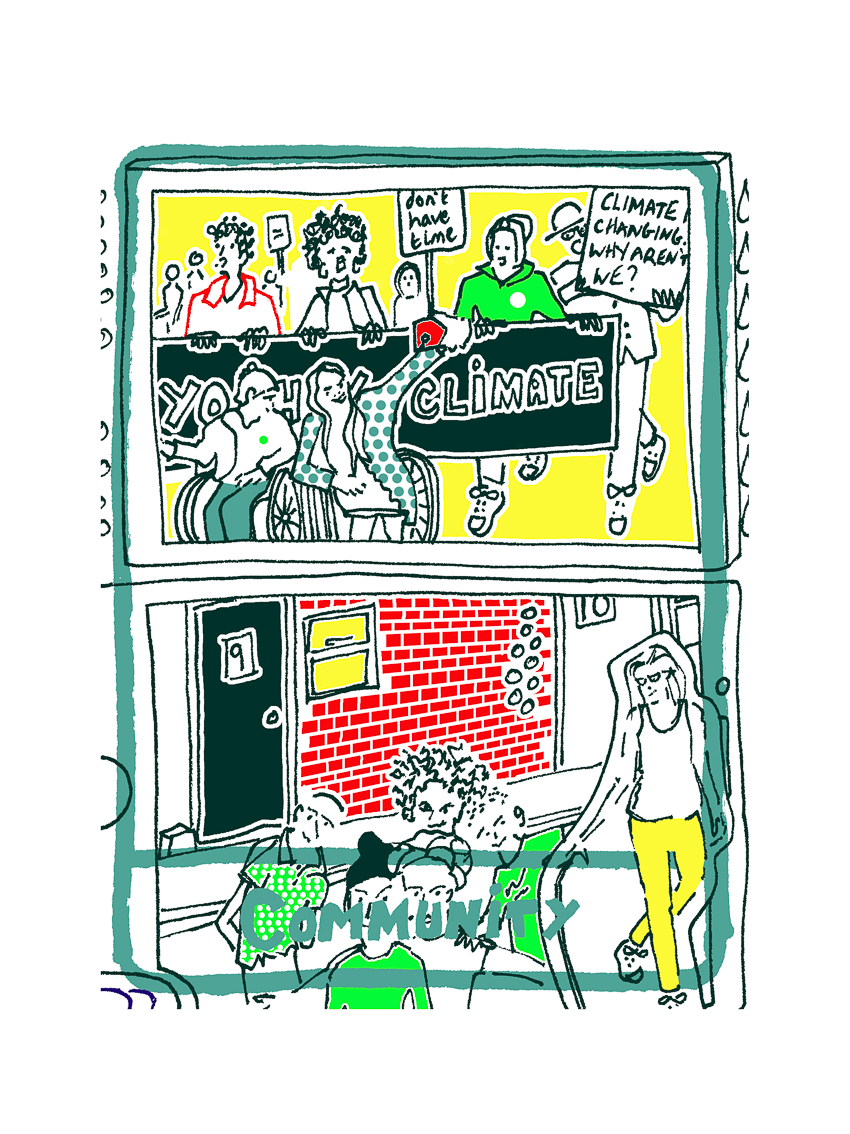 don't
have
time
CLIMATE
CHANGING.
WHY AREN'T
WE?
CLIMATE
10
9
COMMUNITY